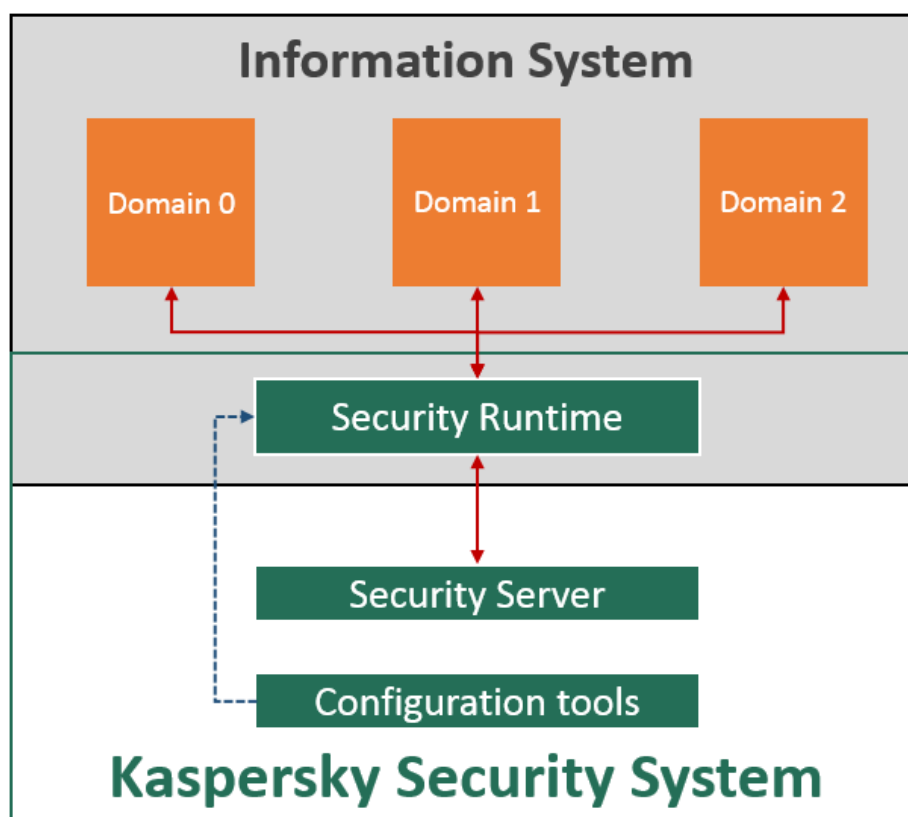 Information System
Domain 0
Domain 1
Domain 2
Security Runtime
Security Server
Configuration tools
Kaspersky Security System